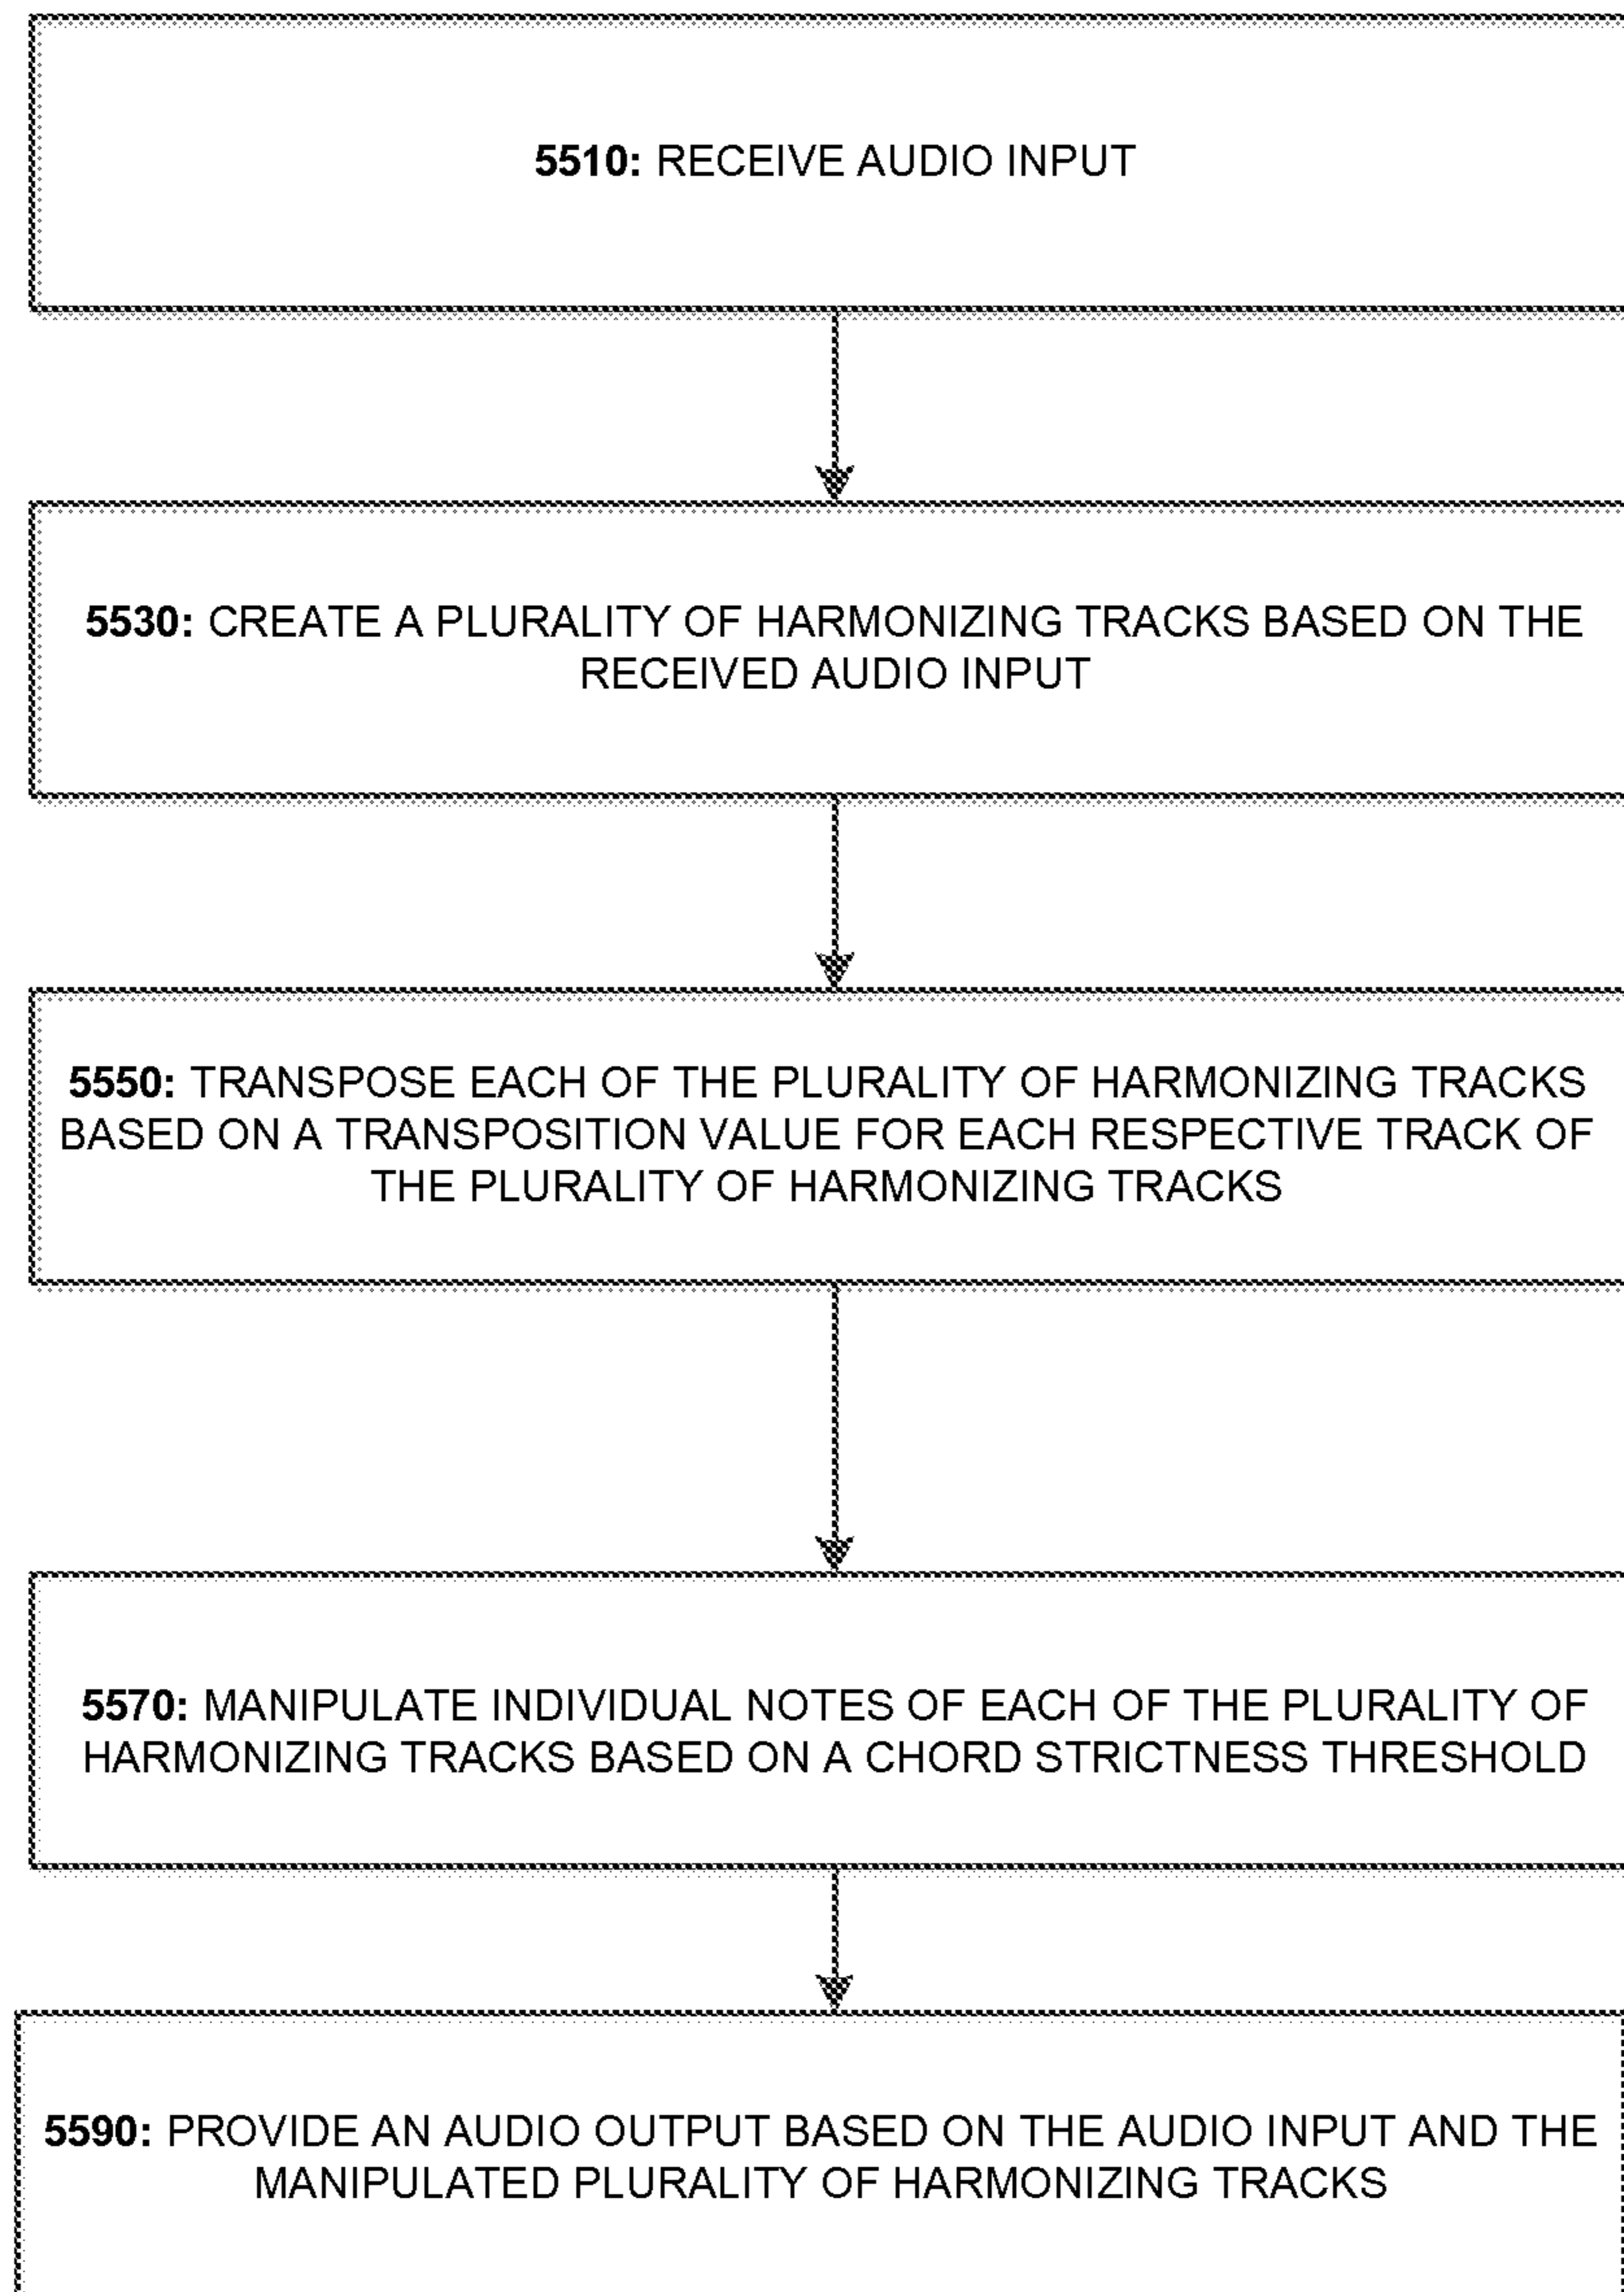 5510: RECEIVE AUDIO INPUT
5530: CREATE A PLURALITY OF HARMONIZING TRACKS BASED ON THE
RECEIVED AUDIO INPUT
5550: TRANSPOSE EACH OF THE PLURALITY OF HARMONIZING TRACKS
BASED ON A TRANSPOSITION VALUE FOR EACH RESPECTIVE TRACK OF
THE PLURALITY OF HARMONIZING TRACKS
5570: MANIPULATE INDIVIDUAL NOTES OF EACH OF THE PLURALITY OF
HARMONIZING TRACKS BASED ON A CHORD STRICTNESS THRESHOLD
5590: PROVIDE AN AUDIO OUTPUT BASED ON THE AUDIO INPUT AND THE
MANIPULATED PLURALITY OF HARMONIZING TRACKS